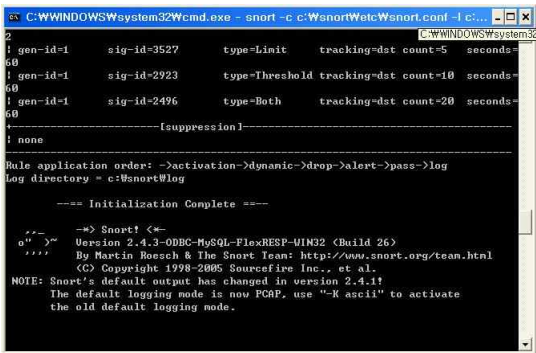 C:₩WINDOWS₩system32₩cmd.exe - snort -c c:₩snort₩etc₩snort.conf -l c:...
C:₩WINDOWS₩system32
2
| gen-id=1 sig-id=3527 type=Limit tracking=dst count=5 seconds=
60
| gen-id=1 sig-id=2923 type=Threshold tracking=dst count=10 seconds=
60
| gen-id=1 sig-id=2496 type=Both tracking=dst count=20 seconds=
60
+-----------------------[suppression]------------------------------------------
| none
-------------------------------------------------------------------------------
Rule application order: ->activation->dynamic->drop->alert->pass->log
Log directory = c:₩snort₩log
--== Initialization Complete ==--
,,_ -*> Snort! <*-
o" )~ Version 2.4.3-ODBC-MySQL-FlexRESP-WIN32 (Build 26)
'''' By Martin Roesch & The Snort Team: http://www.snort.org/team.html
(C) Copyright 1998-2005 Sourcefire Inc., et al.
NOTE: Snort's default output has changed in version 2.4.1!
The default logging mode is now PCAP, use "-K ascii" to activate
the old default logging mode.